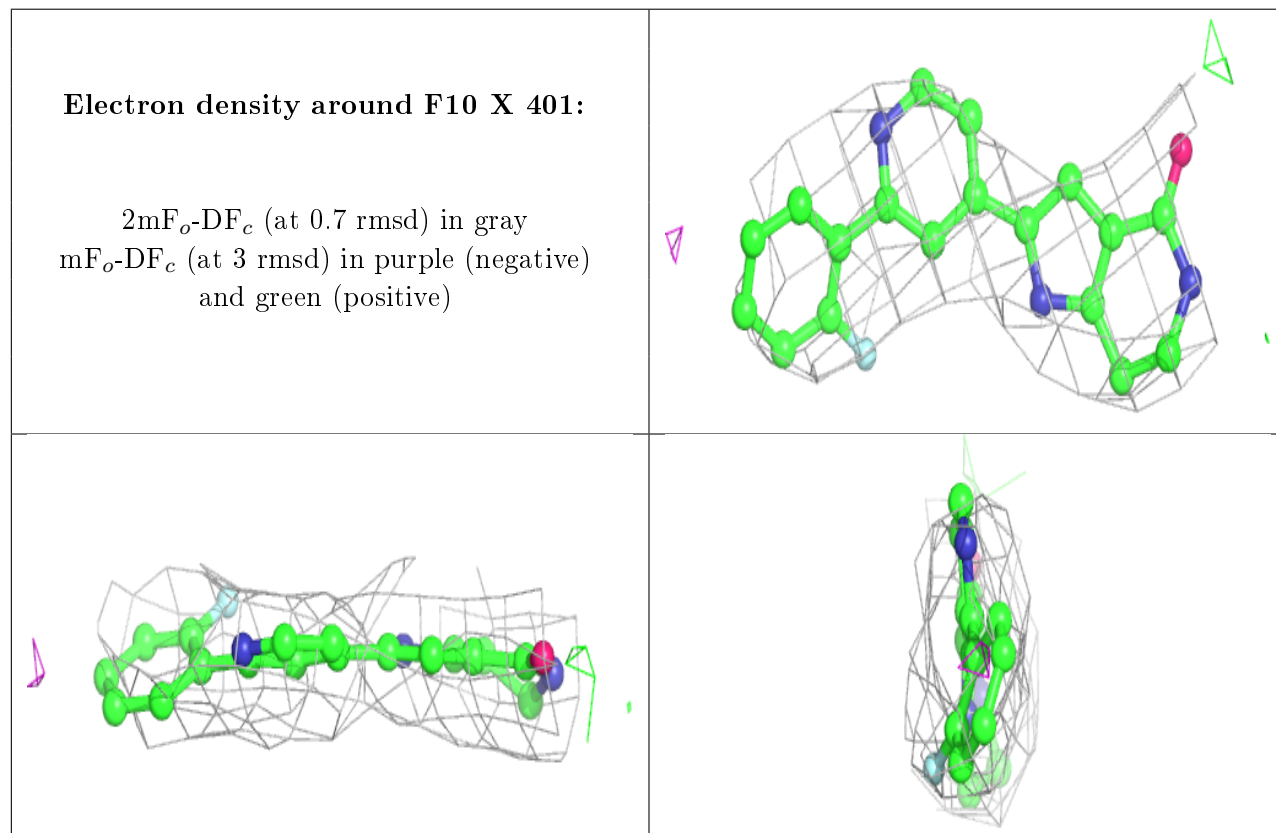 Electron density around F10 X 401:
2mFo-DFc (at 0.7 rmsd) in gray
mFo-DFc (at 3 rmsd) in purple (negative)
and green (positive)